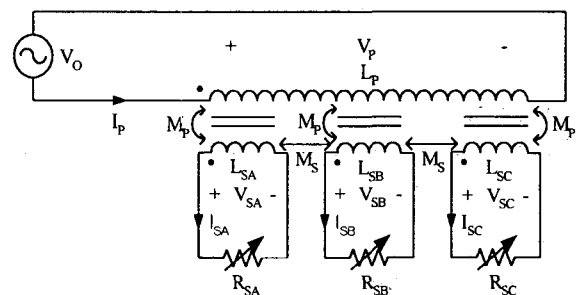 V_O
+ V_P -
L_P
I_P
M_P M_P M_P
L_SA M_S L_SB M_S L_SC
+ V_SA - + V_SB - + V_SC -
I_SA I_SB I_SC
R_SA R_SB R_SC